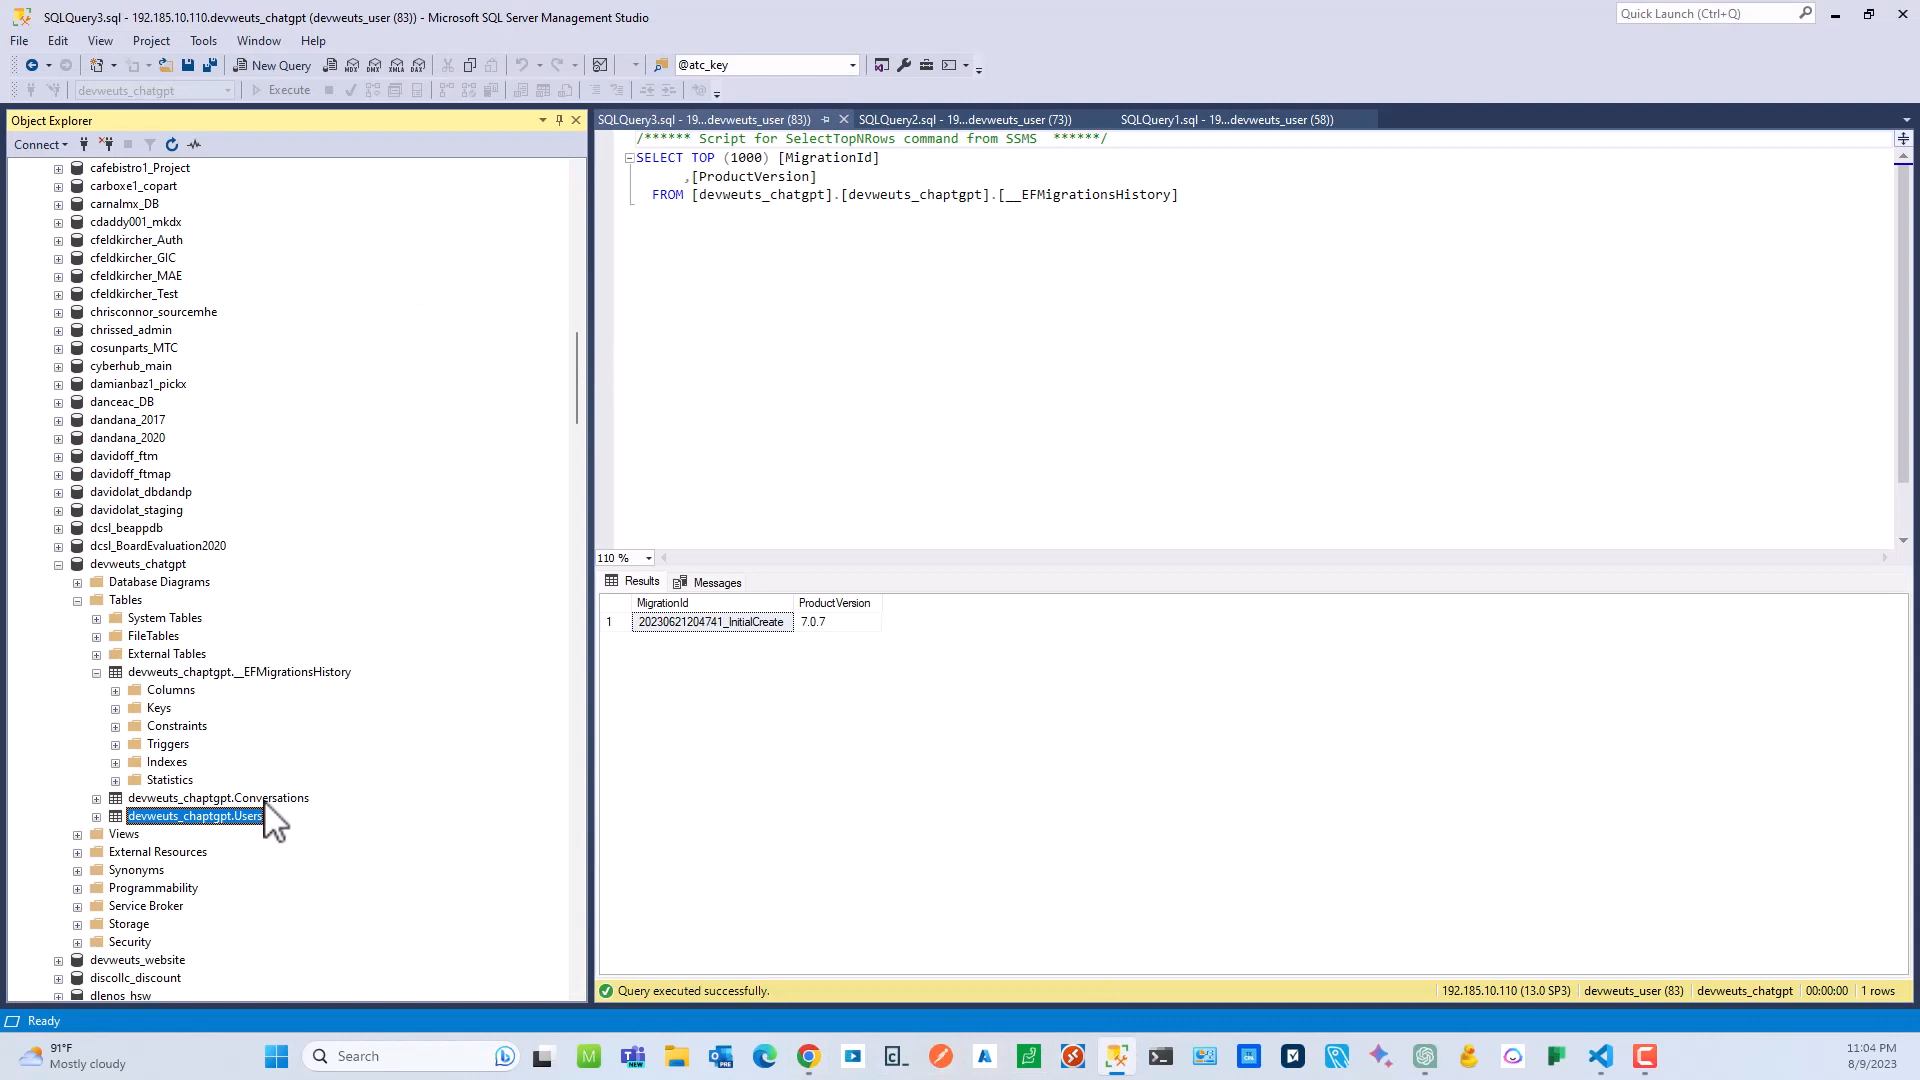 SQLQuery3.sql - 192.185.10.110.devweuts_chatgpt (devweuts_user (83)) - Microsoft SQL Server Management Studio
Quick Launch (Ctrl+Q)
File Edit View Project Tools Window Help
New Query
MDX DMX XMLA DAX
@atc_key
devweuts_chatgpt
Execute
Object Explorer
SQLQuery3.sql - 19...devweuts_user (83))
SQLQuery2.sql - 19...devweuts_user (73))
SQLQuery1.sql - 19...devweuts_user (58))
Connect
cafebistro1_Project
carboxe1_copart
carnalmx_DB
cdaddy001_mkdx
cfeldkircher_Auth
cfeldkircher_GIC
cfeldkircher_MAE
cfeldkircher_Test
chrisconnor_sourcemhe
chrissed_admin
cosunparts_MTC
cyberhub_main
damianbaz1_pickx
danceac_DB
dandana_2017
dandana_2020
davidoff_ftm
davidoff_ftmap
davidolat_dbdandp
davidolat_staging
dcsl_beappdb
dcsl_BoardEvaluation2020
devweuts_chatgpt
Database Diagrams
Tables
System Tables
FileTables
External Tables
devweuts_chaptgpt.__EFMigrationsHistory
Columns
Keys
Constraints
Triggers
Indexes
Statistics
devweuts_chaptgpt.Conversations
devweuts_chaptgpt.Users
Views
External Resources
Synonyms
Programmability
Service Broker
Storage
Security
devweuts_website
discollc_discount
dlenos_hsw
/****** Script for SelectTopNRows command from SSMS ******/
SELECT TOP (1000) [MigrationId]
,[ProductVersion]
FROM [devweuts_chatgpt].[devweuts_chaptgpt].[__EFMigrationsHistory]
110 %
Results Messages
MigrationId ProductVersion
1 20230621204741_InitialCreate 7.0.7
Query executed successfully.
192.185.10.110 (13.0 SP3) devweuts_user (83) devweuts_chatgpt 00:00:00 1 rows
Ready
91°F
Mostly cloudy
Search
11:04 PM
8/9/2023